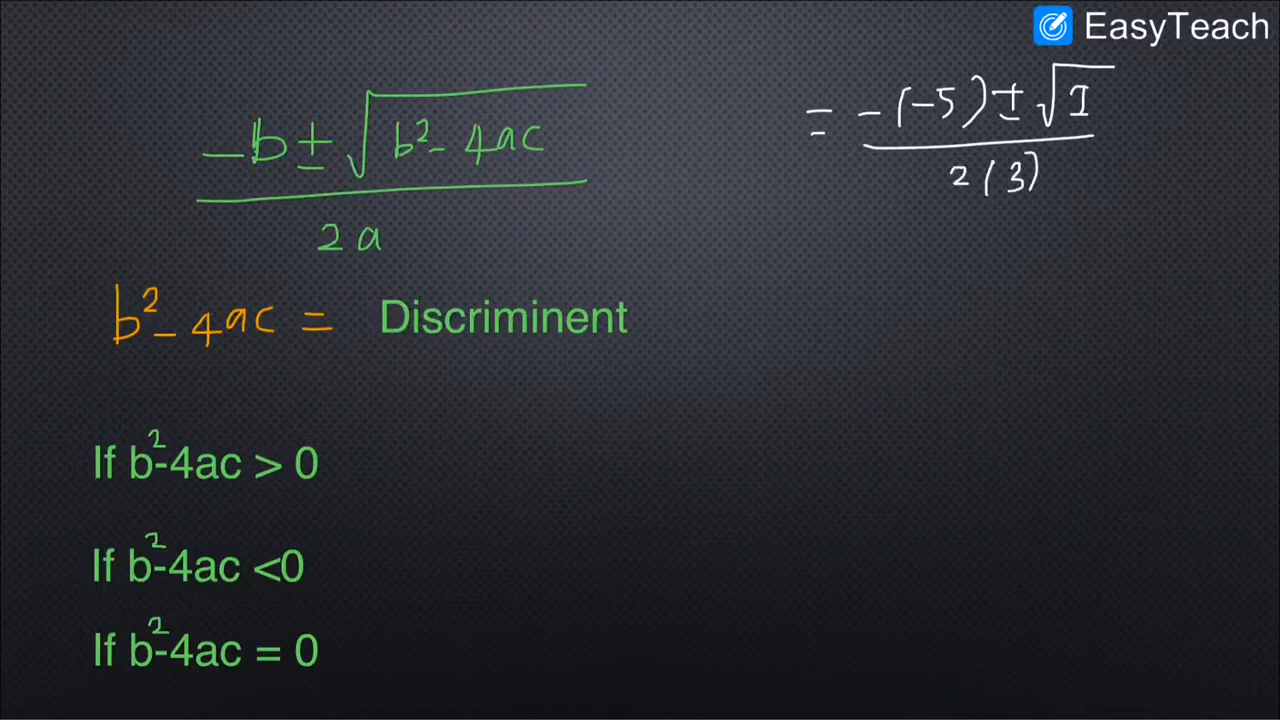 EasyTeach
-b ± √(b² - 4ac)
2a
= -(-5) ± √1
2(3)
b² - 4ac = Discriminent
If b²-4ac > 0
If b²-4ac <0
If b²-4ac = 0